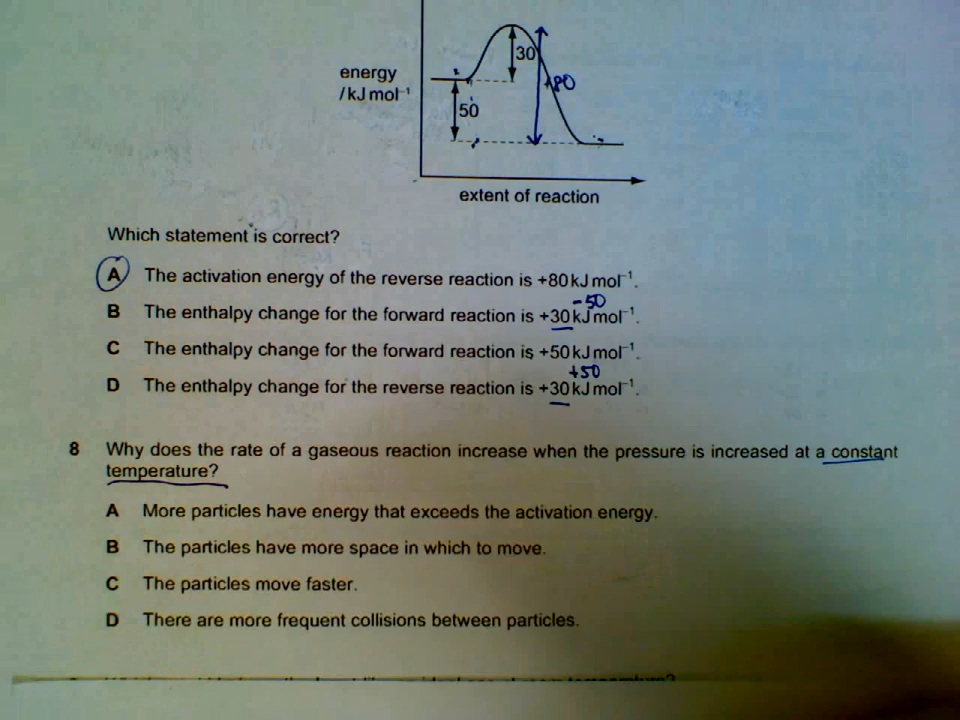 energy
/ kJ mol⁻¹
30
+80
50
extent of reaction
Which statement is correct?
A The activation energy of the reverse reaction is +80 kJ mol⁻¹.
-50
B The enthalpy change for the forward reaction is +30 kJ mol⁻¹.
C The enthalpy change for the forward reaction is +50 kJ mol⁻¹.
+50
D The enthalpy change for the reverse reaction is +30 kJ mol⁻¹.
8 Why does the rate of a gaseous reaction increase when the pressure is increased at a constant
temperature?
A More particles have energy that exceeds the activation energy.
B The particles have more space in which to move.
C The particles move faster.
D There are more frequent collisions between particles.